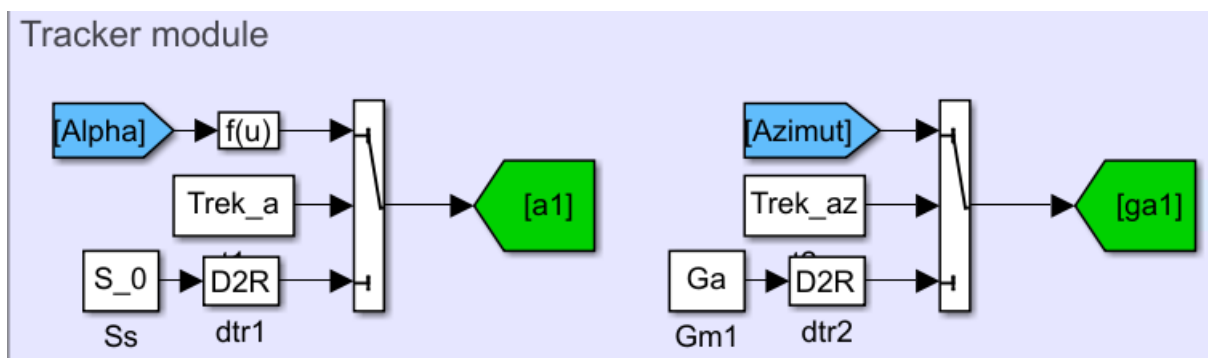 Tracker module
[Alpha]
f(u)
Trek_a
S_0
Ss
D2R
dtr1
[a1]
[Azimut]
Trek_az
Ga
Gm1
D2R
dtr2
[ga1]